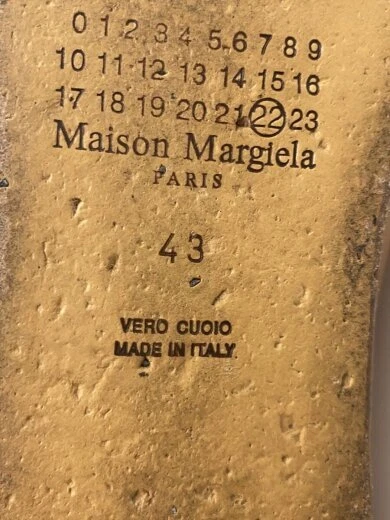 0 1 2 3 4 5 6 7 8 9
10 11 12 13 14 15 16
17 18 19 20 21 22 23
Maison Margiela
PARIS
43
VERO CUOIO
MADE IN ITALY